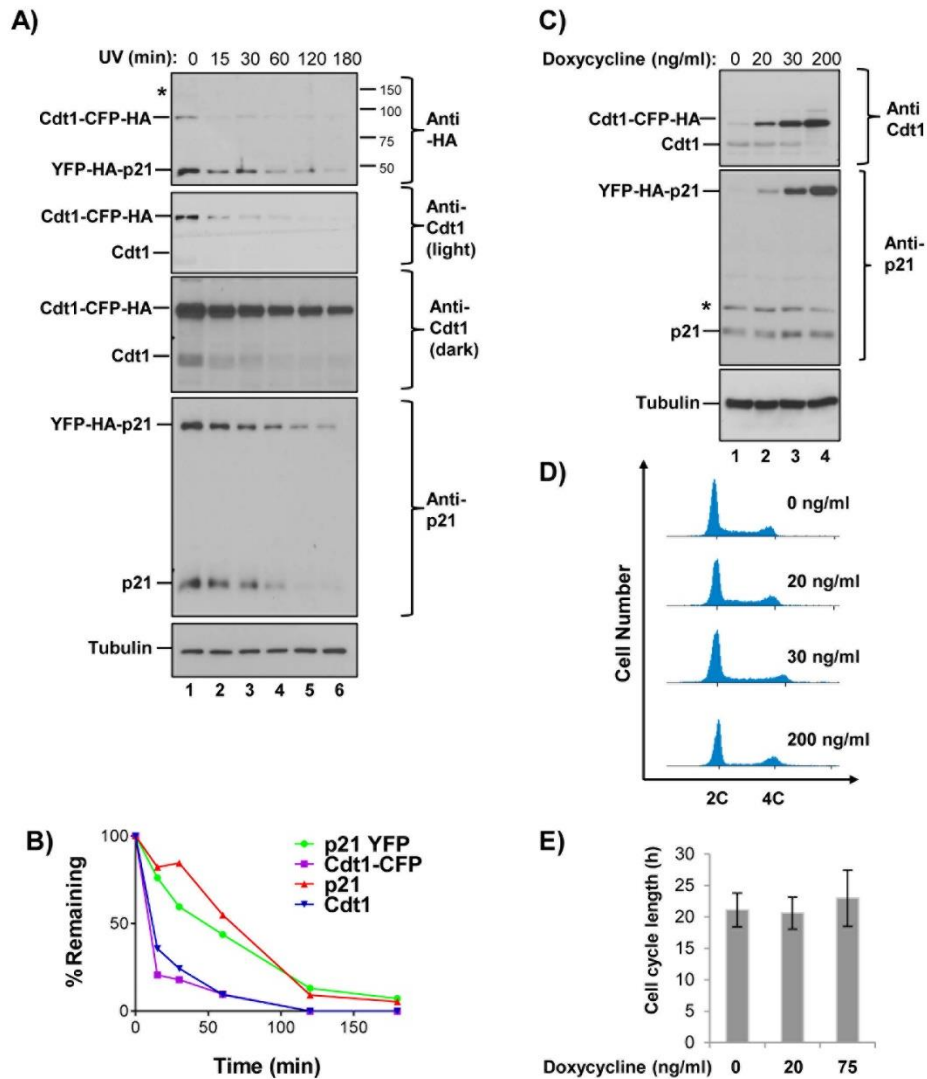 A)
UV (min): 0 15 30 60 120 180
*
150
Cdt1-CFP-HA
100
75
YFP-HA-p21
50
Anti
-HA
Cdt1-CFP-HA
Cdt1
Anti-
Cdt1
(light)
Cdt1-CFP-HA
Cdt1
Anti-
Cdt1
(dark)
YFP-HA-p21
p21
Anti-
p21
Tubulin
1 2 3 4 5 6
B)
% Remaining
100
50
0
0 50 100 150
Time (min)
p21 YFP
Cdt1-CFP
p21
Cdt1
C)
Doxycycline (ng/ml): 0 20 30 200
Cdt1-CFP-HA
Cdt1
Anti
Cdt1
YFP-HA-p21
*
p21
Anti-
p21
Tubulin
1 2 3 4
D)
Cell Number
0 ng/ml
20 ng/ml
30 ng/ml
200 ng/ml
2C 4C
E)
Cell cycle length (h)
30
25
20
15
10
5
0
Doxycycline (ng/ml) 0 20 75